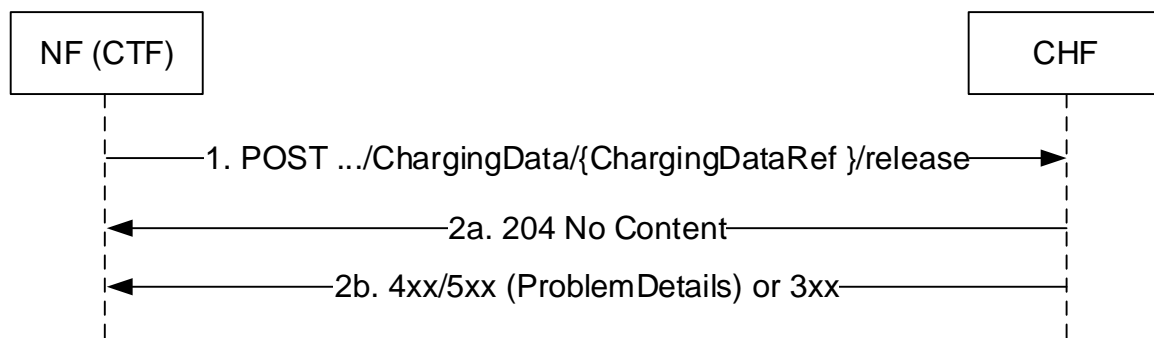 NF (CTF)
CHF
1. POST .../ChargingData/{ChargingDataRef }/release
2a. 204 No Content
2b. 4xx/5xx (ProblemDetails) or 3xx